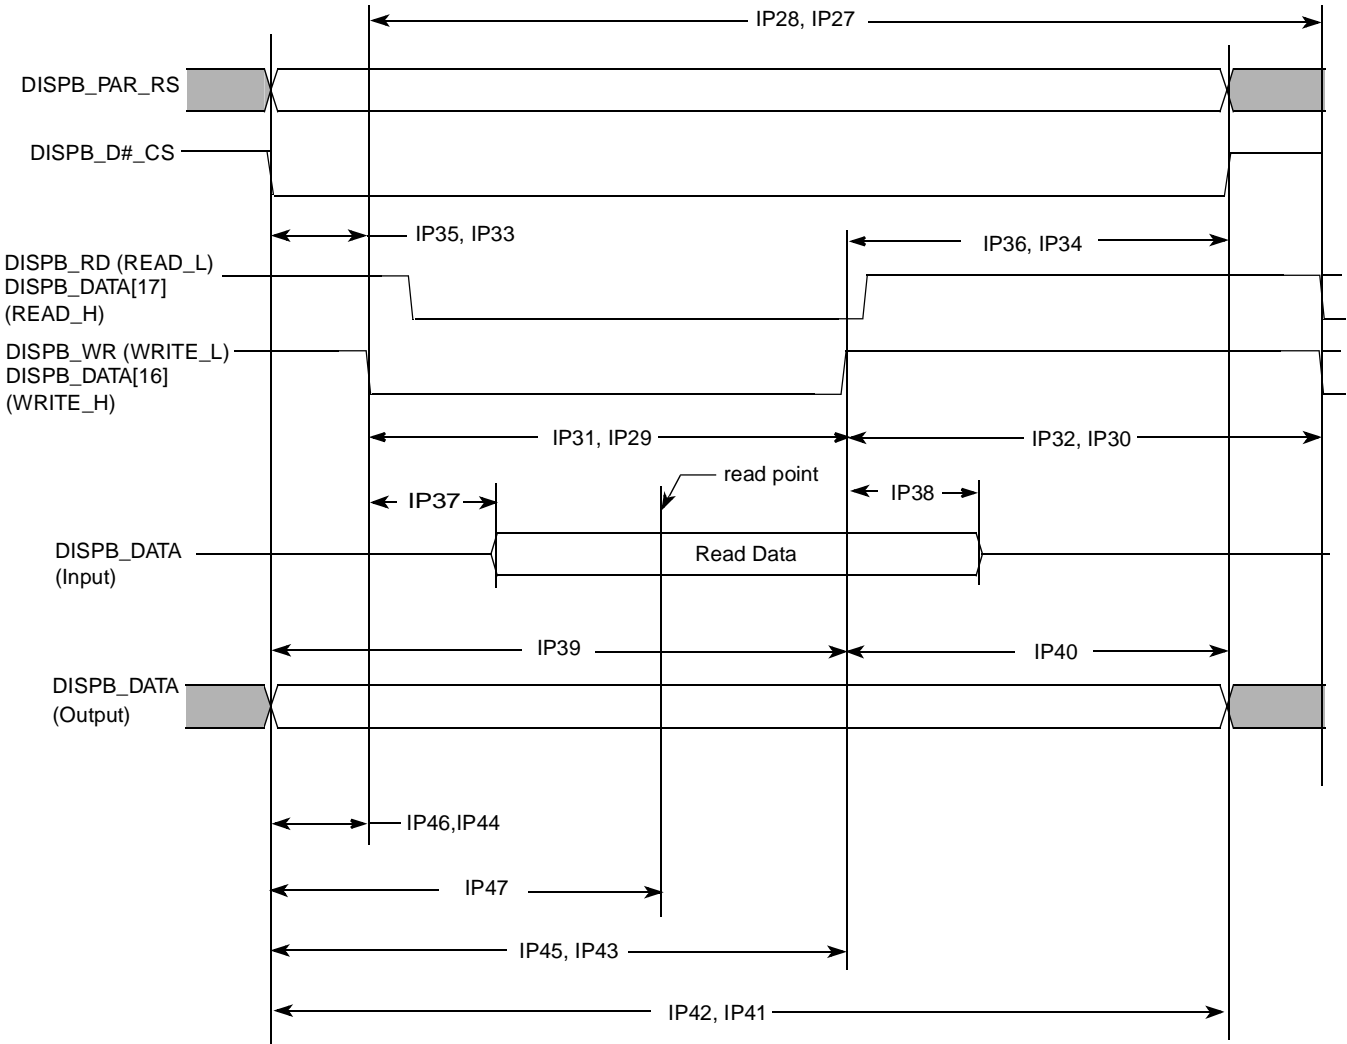 IP28, IP27
DISPB_PAR_RS
DISPB_D#_CS
IP35, IP33
IP36, IP34
DISPB_RD (READ_L)
DISPB_DATA[17]
(READ_H)
DISPB_WR (WRITE_L)
DISPB_DATA[16]
(WRITE_H)
IP31, IP29
IP32, IP30
read point
IP37
IP38
DISPB_DATA
(Input)
Read Data
IP39
IP40
DISPB_DATA
(Output)
IP46,IP44
IP47
IP45, IP43
IP42, IP41